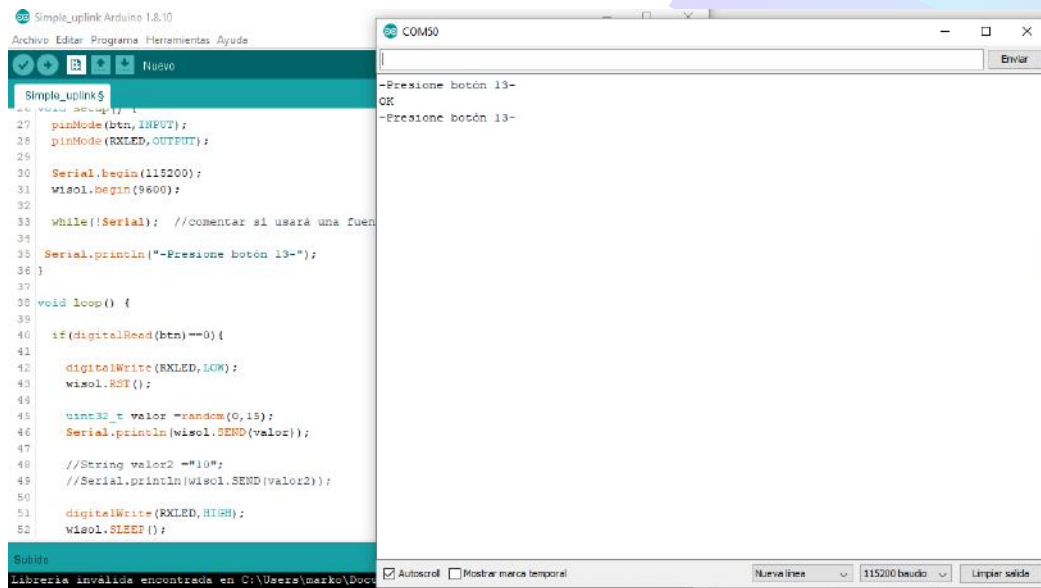 Simple_uplink Arduino 1.8.10
Archivo Editar Programa Herramientas Ayuda
Nuevo
Simple_uplink§
26 void setup() {
27 pinMode(btn,INPUT);
28 pinMode(RXLED,OUTPUT);
29
30 Serial.begin(115200);
31 wisol.begin(9600);
32
33 while(!Serial); //comentar si usará una fuen
34
35 Serial.println("-Presione botón 13-");
36 }
37
38 void loop() {
39
40 if(digitalRead(btn)==0){
41
42 digitalWrite(RXLED,LOW);
43 wisol.RST();
44
45 uint32_t valor =random(0,15);
46 Serial.println(wisol.SEND(valor));
47
48 //String valor2 ="10";
49 //Serial.println(wisol.SEND(valor2));
50
51 digitalWrite(RXLED,HIGH);
52 wisol.SLEEP();
Subido
Librería inválida encontrada en C:\Users\marko\Docu
COM50
Enviar
-Presione botón 13-
OK
-Presione botón 13-
Autoscroll Mostrar marca temporal Nueva línea 115200 baudio Limpiar salida